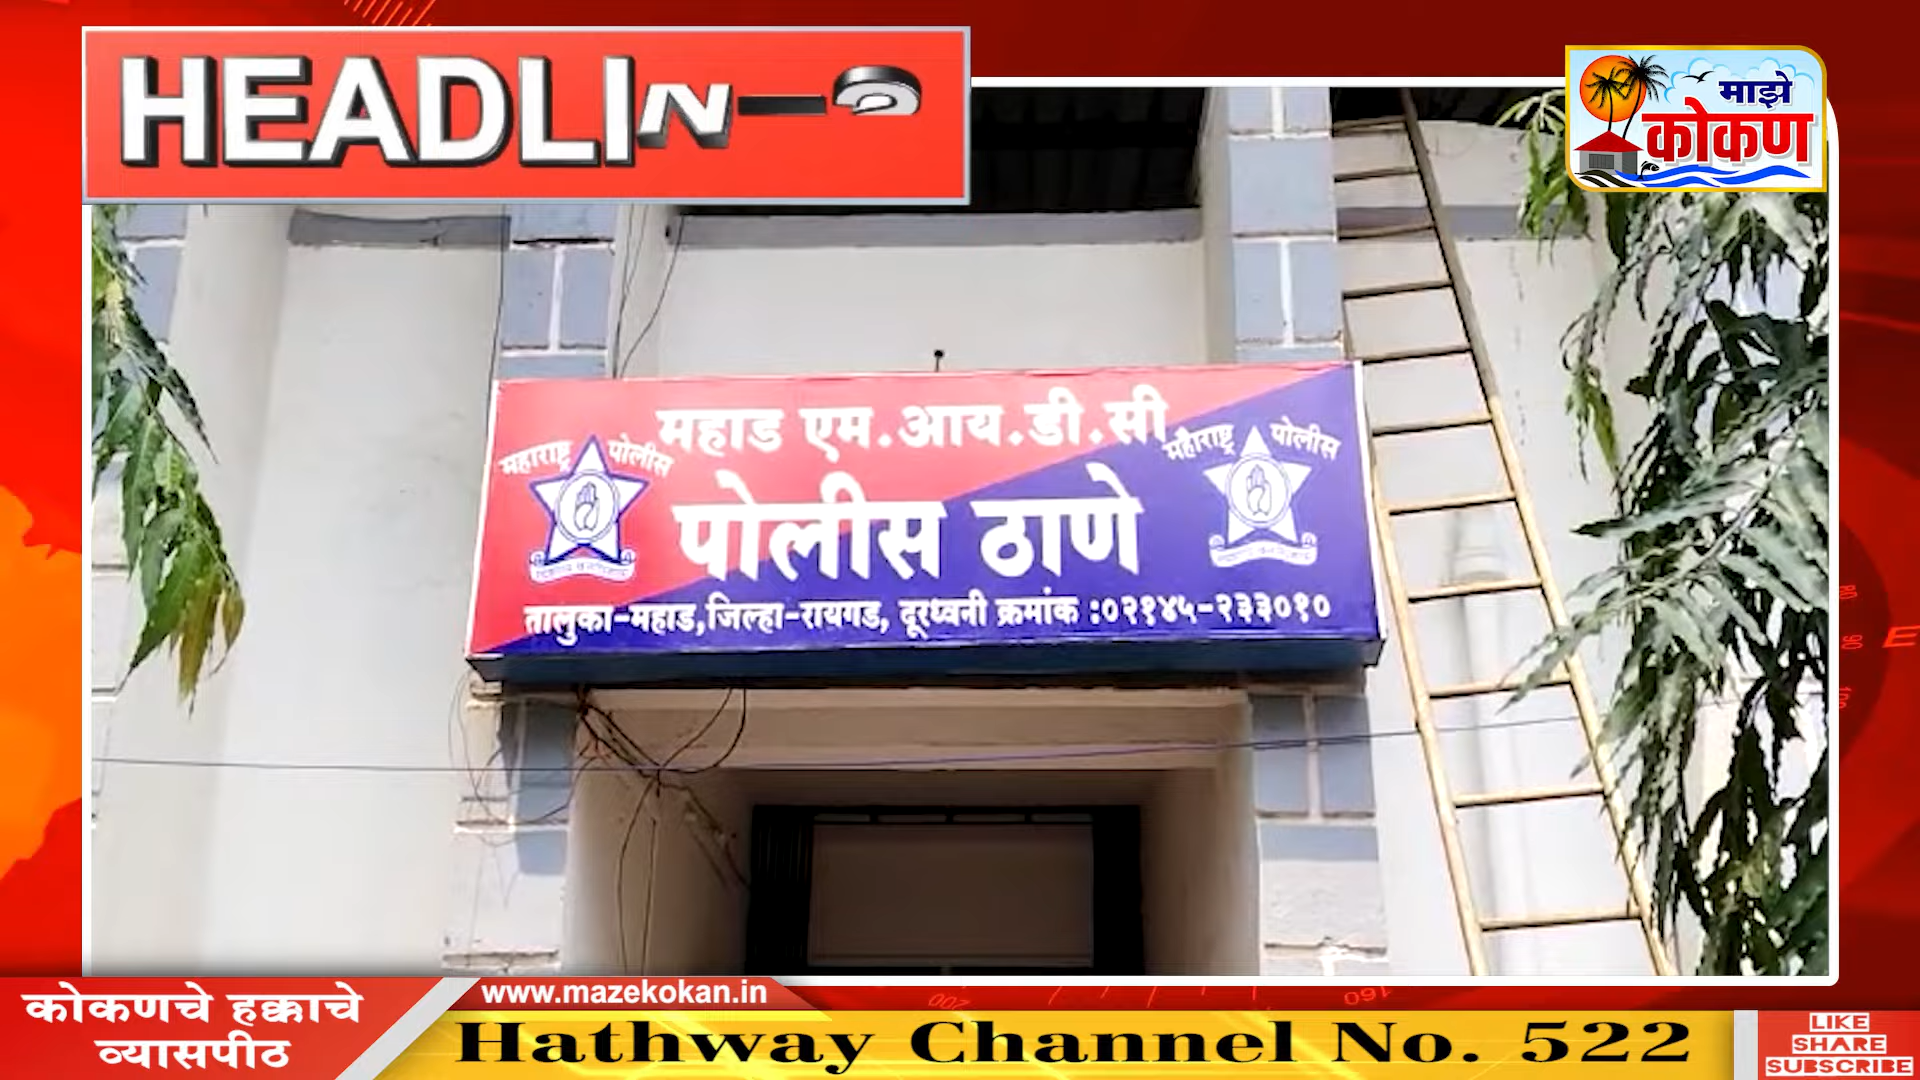 HEADLIN
माझे
कोकण
महाड एम.आय.डी.सी.
महाराष्ट्र पोलीस
महाराष्ट्र पोलीस
पोलीस ठाणे
तालुका-महाड,जिल्हा-रायगड, दूरध्वनी क्रमांक :०२१४५-२३३०१०
कोकणचे हक्काचे
व्यासपीठ
www.mazekokan.in
Hathway Channel No. 522
LIKE
SHARE
SUBSCRIBE